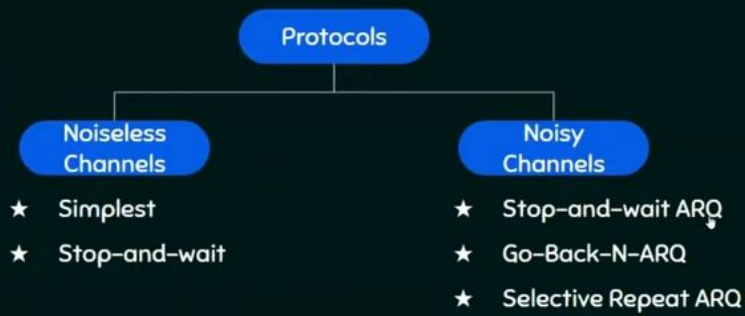 Protocols
Noiseless
Channels
★ Simplest
★ Stop-and-wait
Noisy
Channels
★ Stop-and-wait ARQ
★ Go-Back-N-ARQ
★ Selective Repeat ARQ